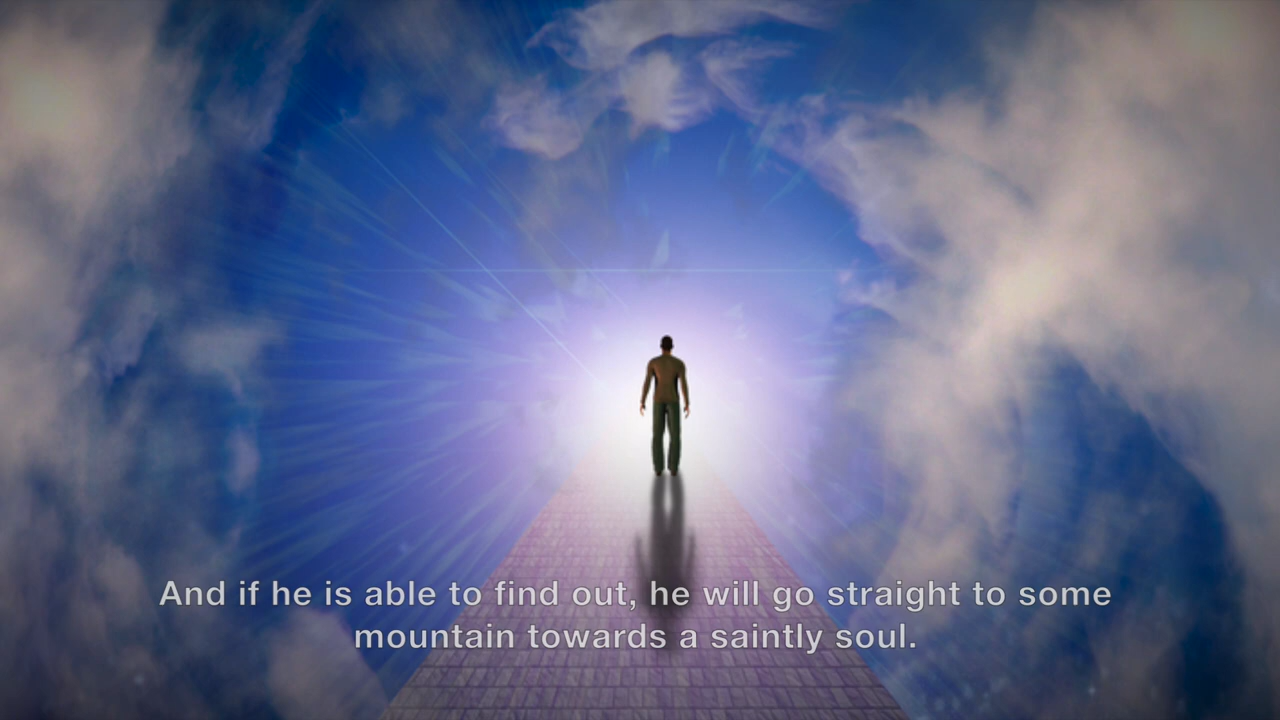 And if he is able to find out, he will go straight to some
mountain towards a saintly soul.